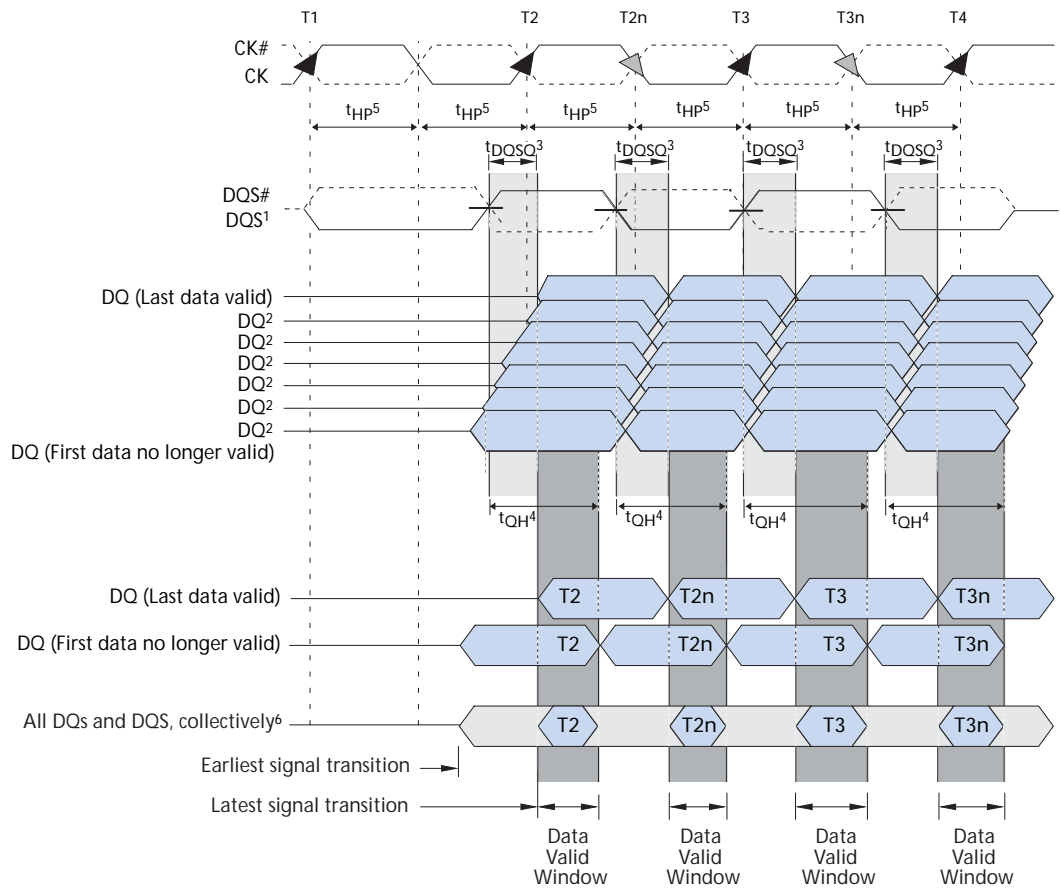 T1 T2 T2n T3 T3n T4
CK#
CK
tHP5 tHP5 tHP5 tHP5 tHP5 tHP5
tDQSQ3 tDQSQ3 tDQSQ3 tDQSQ3
DQS#
DQS1
DQ (Last data valid)
DQ2
DQ2
DQ2
DQ2
DQ2
DQ2
DQ (First data no longer valid)
tQH4 tQH4 tQH4 tQH4
DQ (Last data valid) T2 T2n T3 T3n
DQ (First data no longer valid) T2 T2n T3 T3n
All DQs and DQS, collectively6 T2 T2n T3 T3n
Earliest signal transition
Latest signal transition
Data Valid Window
Data Valid Window
Data Valid Window
Data Valid Window